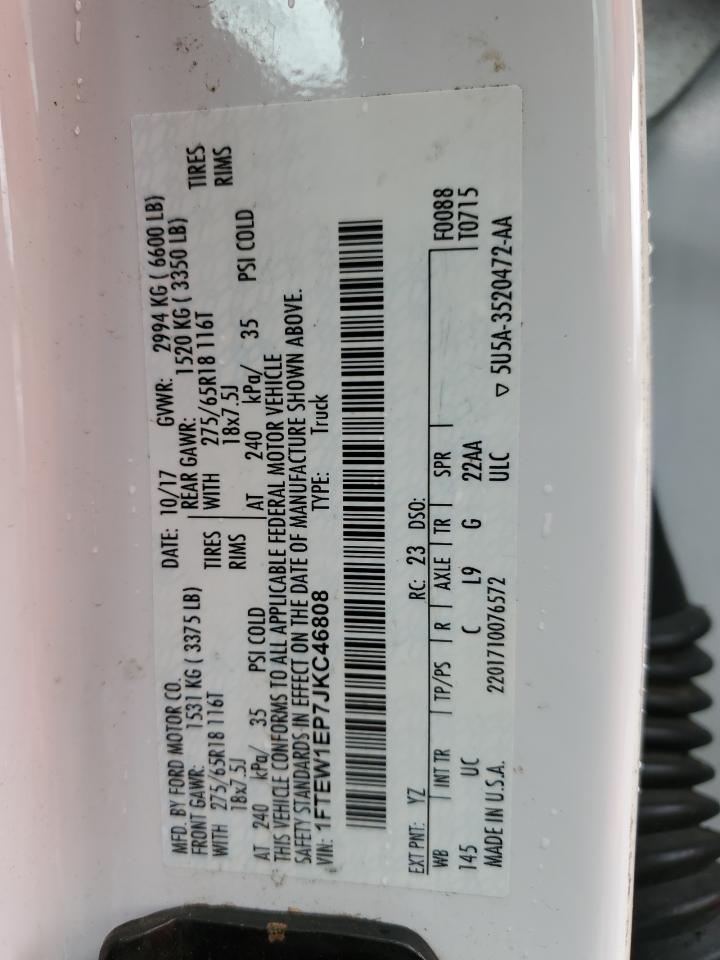 MFD. BY FORD MOTOR CO.
DATE: 10/17 GVWR: 2994 KG ( 6600 LB)
FRONT GAWR: 1531 KG ( 3375 LB) REAR GAWR: 1520 KG ( 3350 LB)
WITH 275/65R18 116T TIRES WITH 275/65R18 116T TIRES
18x7.5J RIMS 18x7.5J RIMS
AT 240 kPa/ 35 PSI COLD AT 240 kPa/ 35 PSI COLD
THIS VEHICLE CONFORMS TO ALL APPLICABLE FEDERAL MOTOR VEHICLE
SAFETY STANDARDS IN EFFECT ON THE DATE OF MANUFACTURE SHOWN ABOVE.
VIN: 1FTEW1EP7JKC46808 TYPE: Truck
EXT PNT: YZ RC: 23 DSO: F0088
WB INT TR TP/PS R AXLE TR SPR T0715
145 UC C L9 G 22AA
MADE IN U.S.A. 2201710076572 ULC ▽ 5U5A-3520472-AA